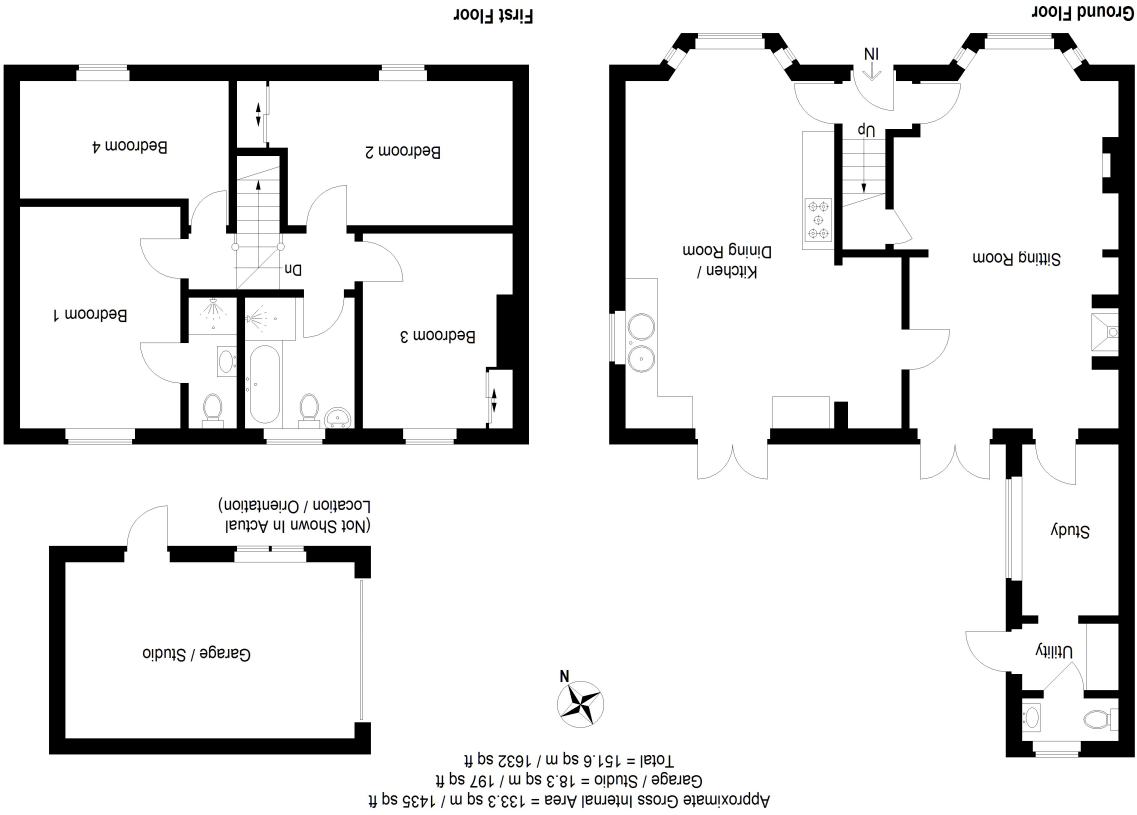 Approximate Gross Internal Area = 133.3 sq m / 1435 sq ft
Garage / Studio = 18.3 sq m / 197 sq ft
Total = 151.6 sq m / 1632 sq ft
N
Utility
Study
Sitting Room
Kitchen /
Dining Room
Up
IN
Ground Floor
Garage / Studio
(Not Shown In Actual
Location / Orientation)
Bedroom 3
Bedroom 1
Dn
Bedroom 2
Bedroom 4
First Floor